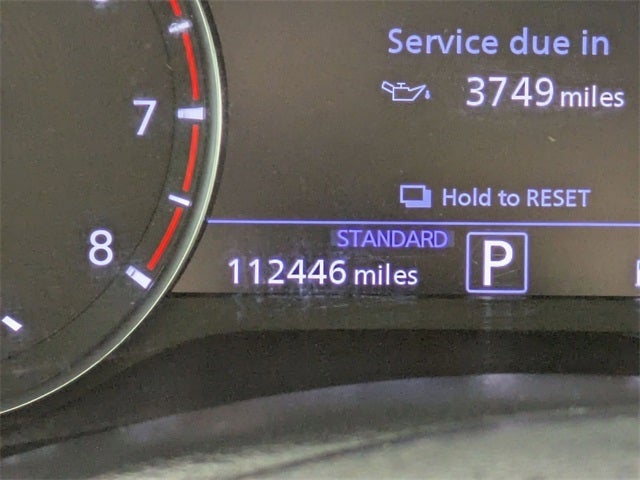 Service due in
3749 miles
7
Hold to RESET
STANDARD
8
112446 miles
P